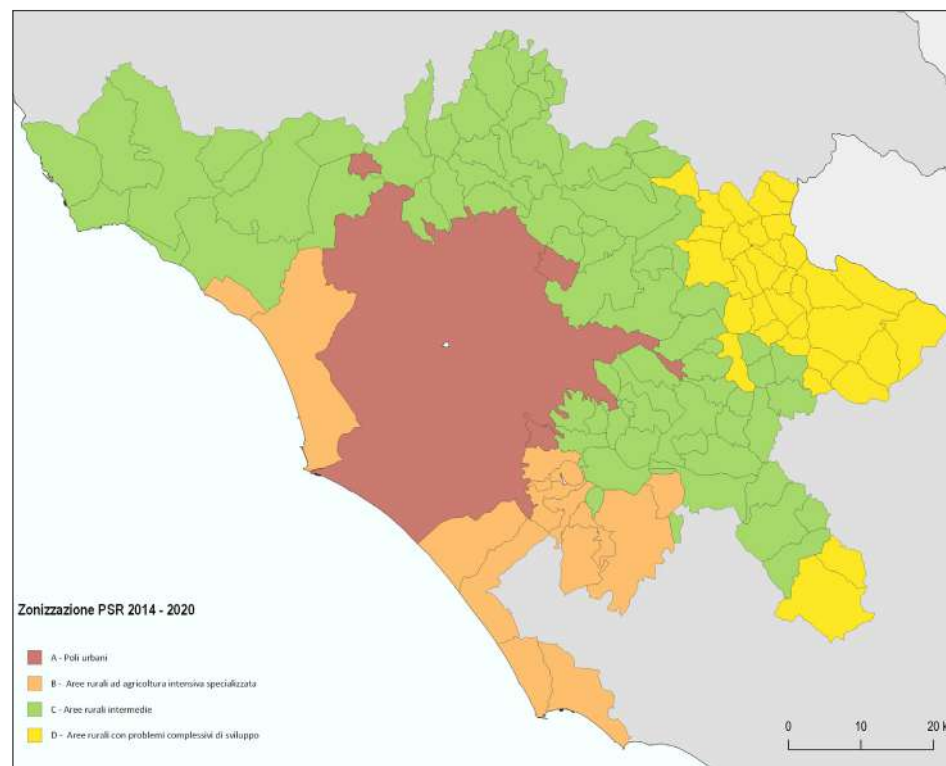 Zonizzazione PSR 2014 - 2020
A - Poli urbani
B - Aree rurali ad agricoltura intensiva specializzata
C - Aree rurali intermedie
D - Aree rurali con problemi complessivi di sviluppo
0 10 20 k